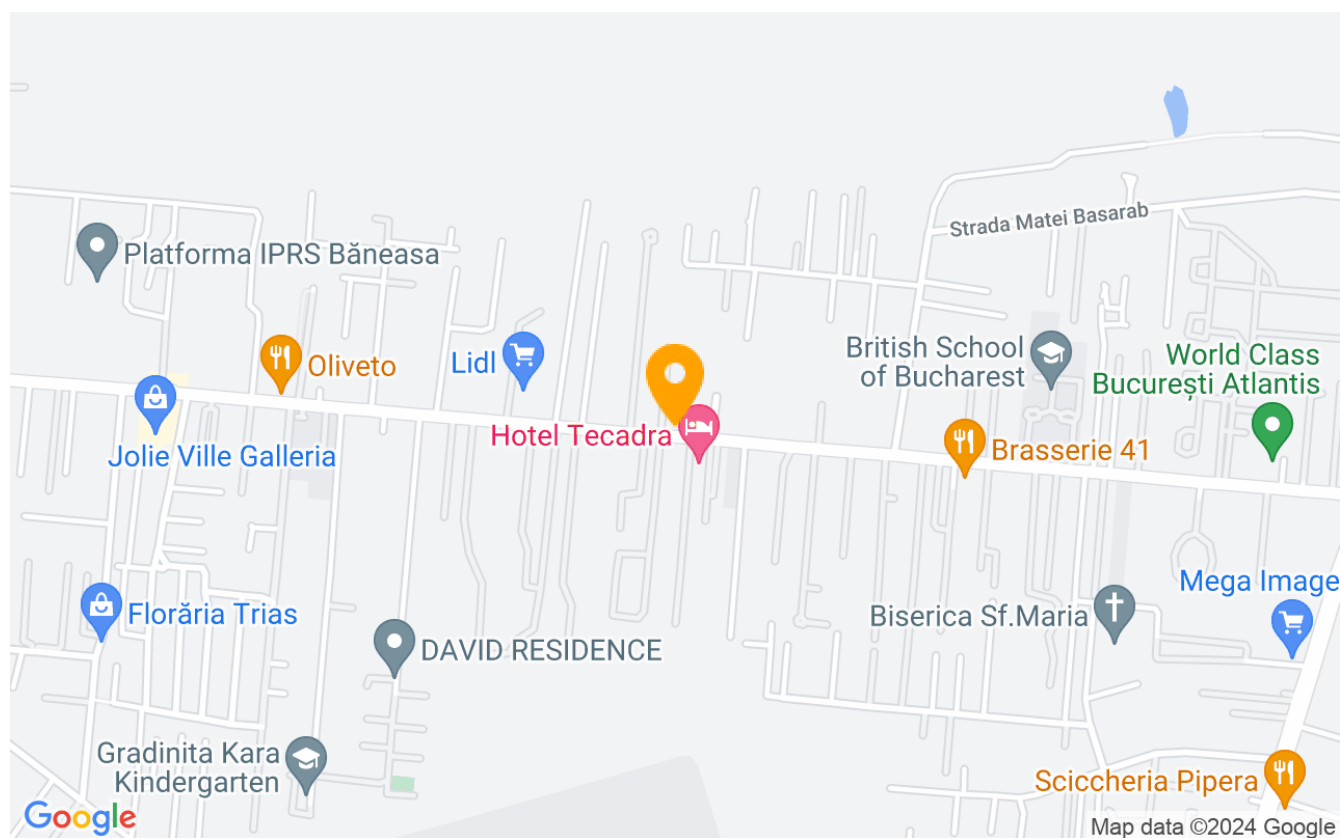 Strada Matei Basarab
Platforma IPRS Băneasa
Oliveto
Lidl
British School
of Bucharest
World Class
București Atlantis
Jolie Ville Galleria
Hotel Tecadra
Brasserie 41
Florăria Trias
DAVID RESIDENCE
Biserica Sf.Maria
Mega Image
Gradinita Kara
Kindergarten
Sciccheria Pipera
Google
Map data ©2024 Google